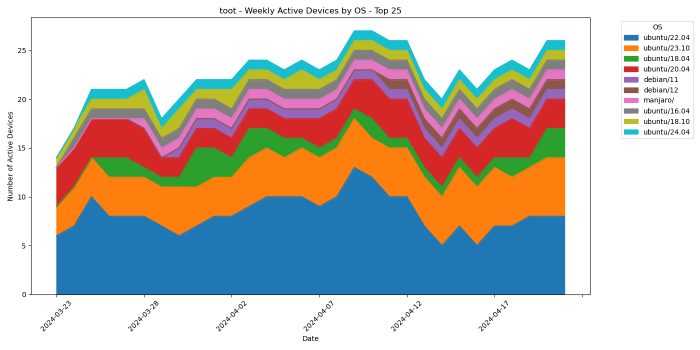 toot - Weekly Active Devices by OS - Top 25
OS
ubuntu/22.04
ubuntu/23.10
ubuntu/18.04
ubuntu/20.04
debian/11
debian/12
manjaro/
ubuntu/16.04
ubuntu/18.10
ubuntu/24.04
Number of Active Devices
25
20
15
10
5
0
2024-03-23
2024-03-28
2024-04-02
2024-04-07
2024-04-12
2024-04-17
Date